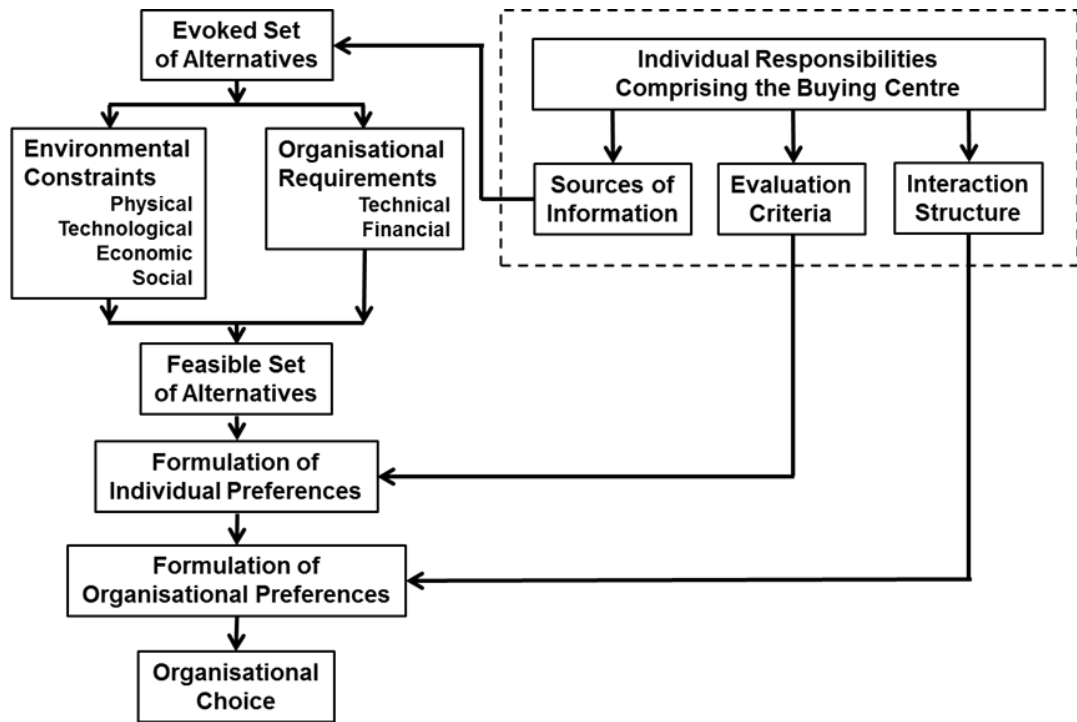 Evoked Set
of Alternatives
Individual Responsibilities
Comprising the Buying Centre
Environmental
Constraints
Physical
Technological
Economic
Social
Organisational
Requirements
Technical
Financial
Sources of
Information
Evaluation
Criteria
Interaction
Structure
Feasible Set
of Alternatives
Formulation of
Individual Preferences
Formulation of
Organisational Preferences
Organisational
Choice